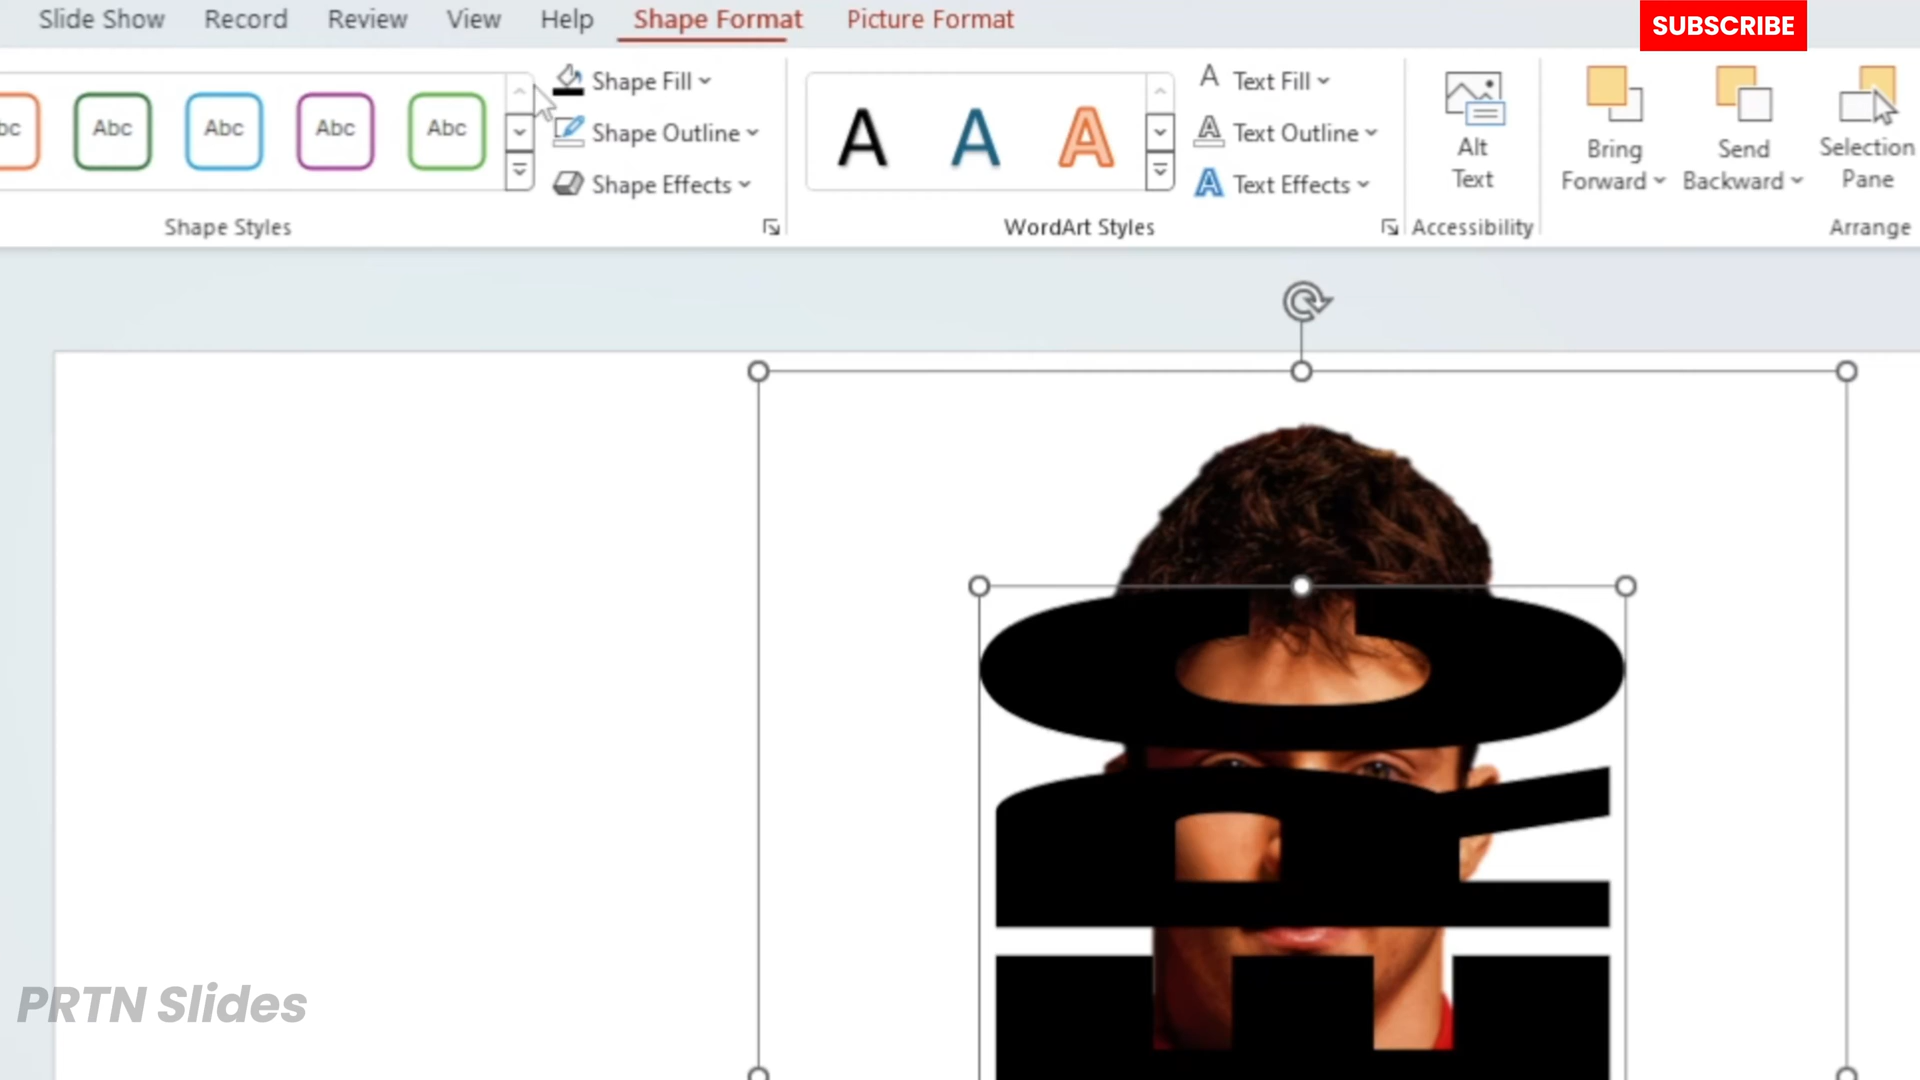 Slide Show Record Review View Help Shape Format Picture Format
SUBSCRIBE
Abc Abc Abc Abc
Shape Fill
Shape Outline
Shape Effects
Shape Styles
A A A
A Text Fill
A Text Outline
A Text Effects
WordArt Styles
Alt
Text
Accessibility
Bring
Forward
Send
Backward
Selection
Pane
Arrange
PRTN Slides